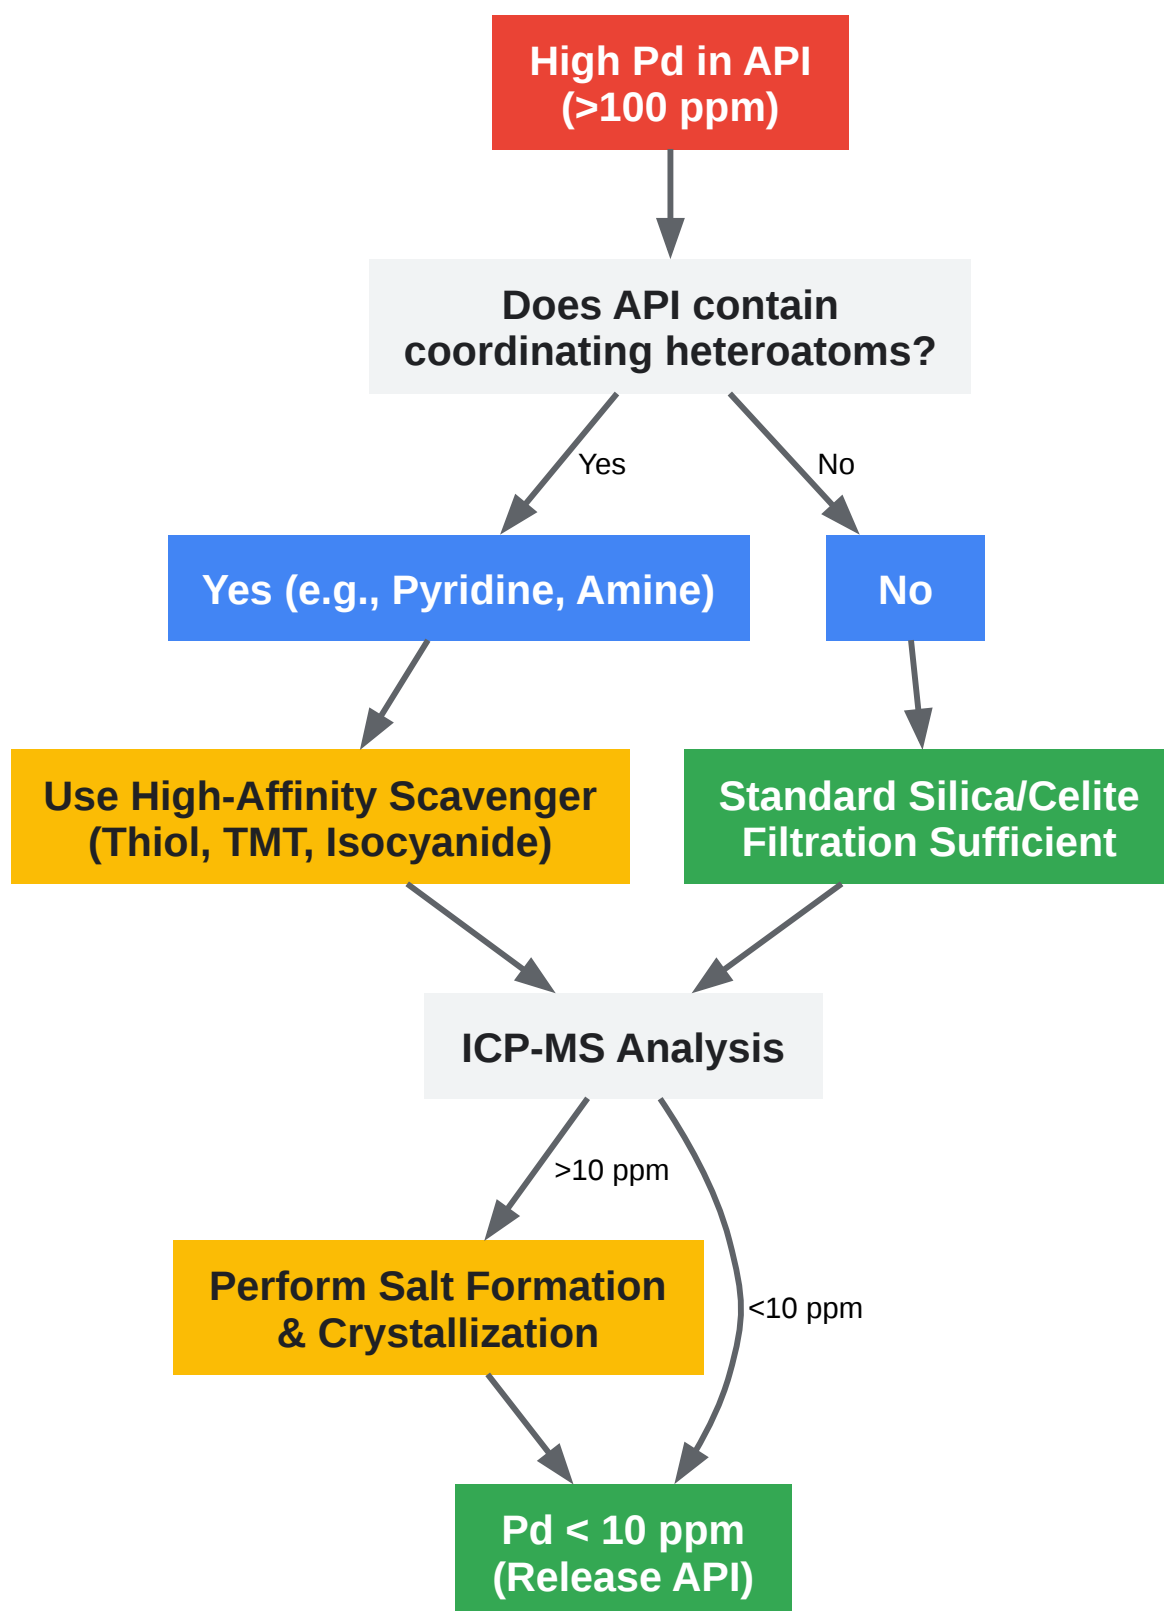 High Pd in API
(>100 ppm)
Does API contain
coordinating heteroatoms?
Yes
No
Yes (e.g., Pyridine, Amine)
No
Use High-Affinity Scavenger
(Thiol, TMT, Isocyanide)
Standard Silica/Celite
Filtration Sufficient
ICP-MS Analysis
>10 ppm
Perform Salt Formation
& Crystallization
<10 ppm
Pd < 10 ppm
(Release API)